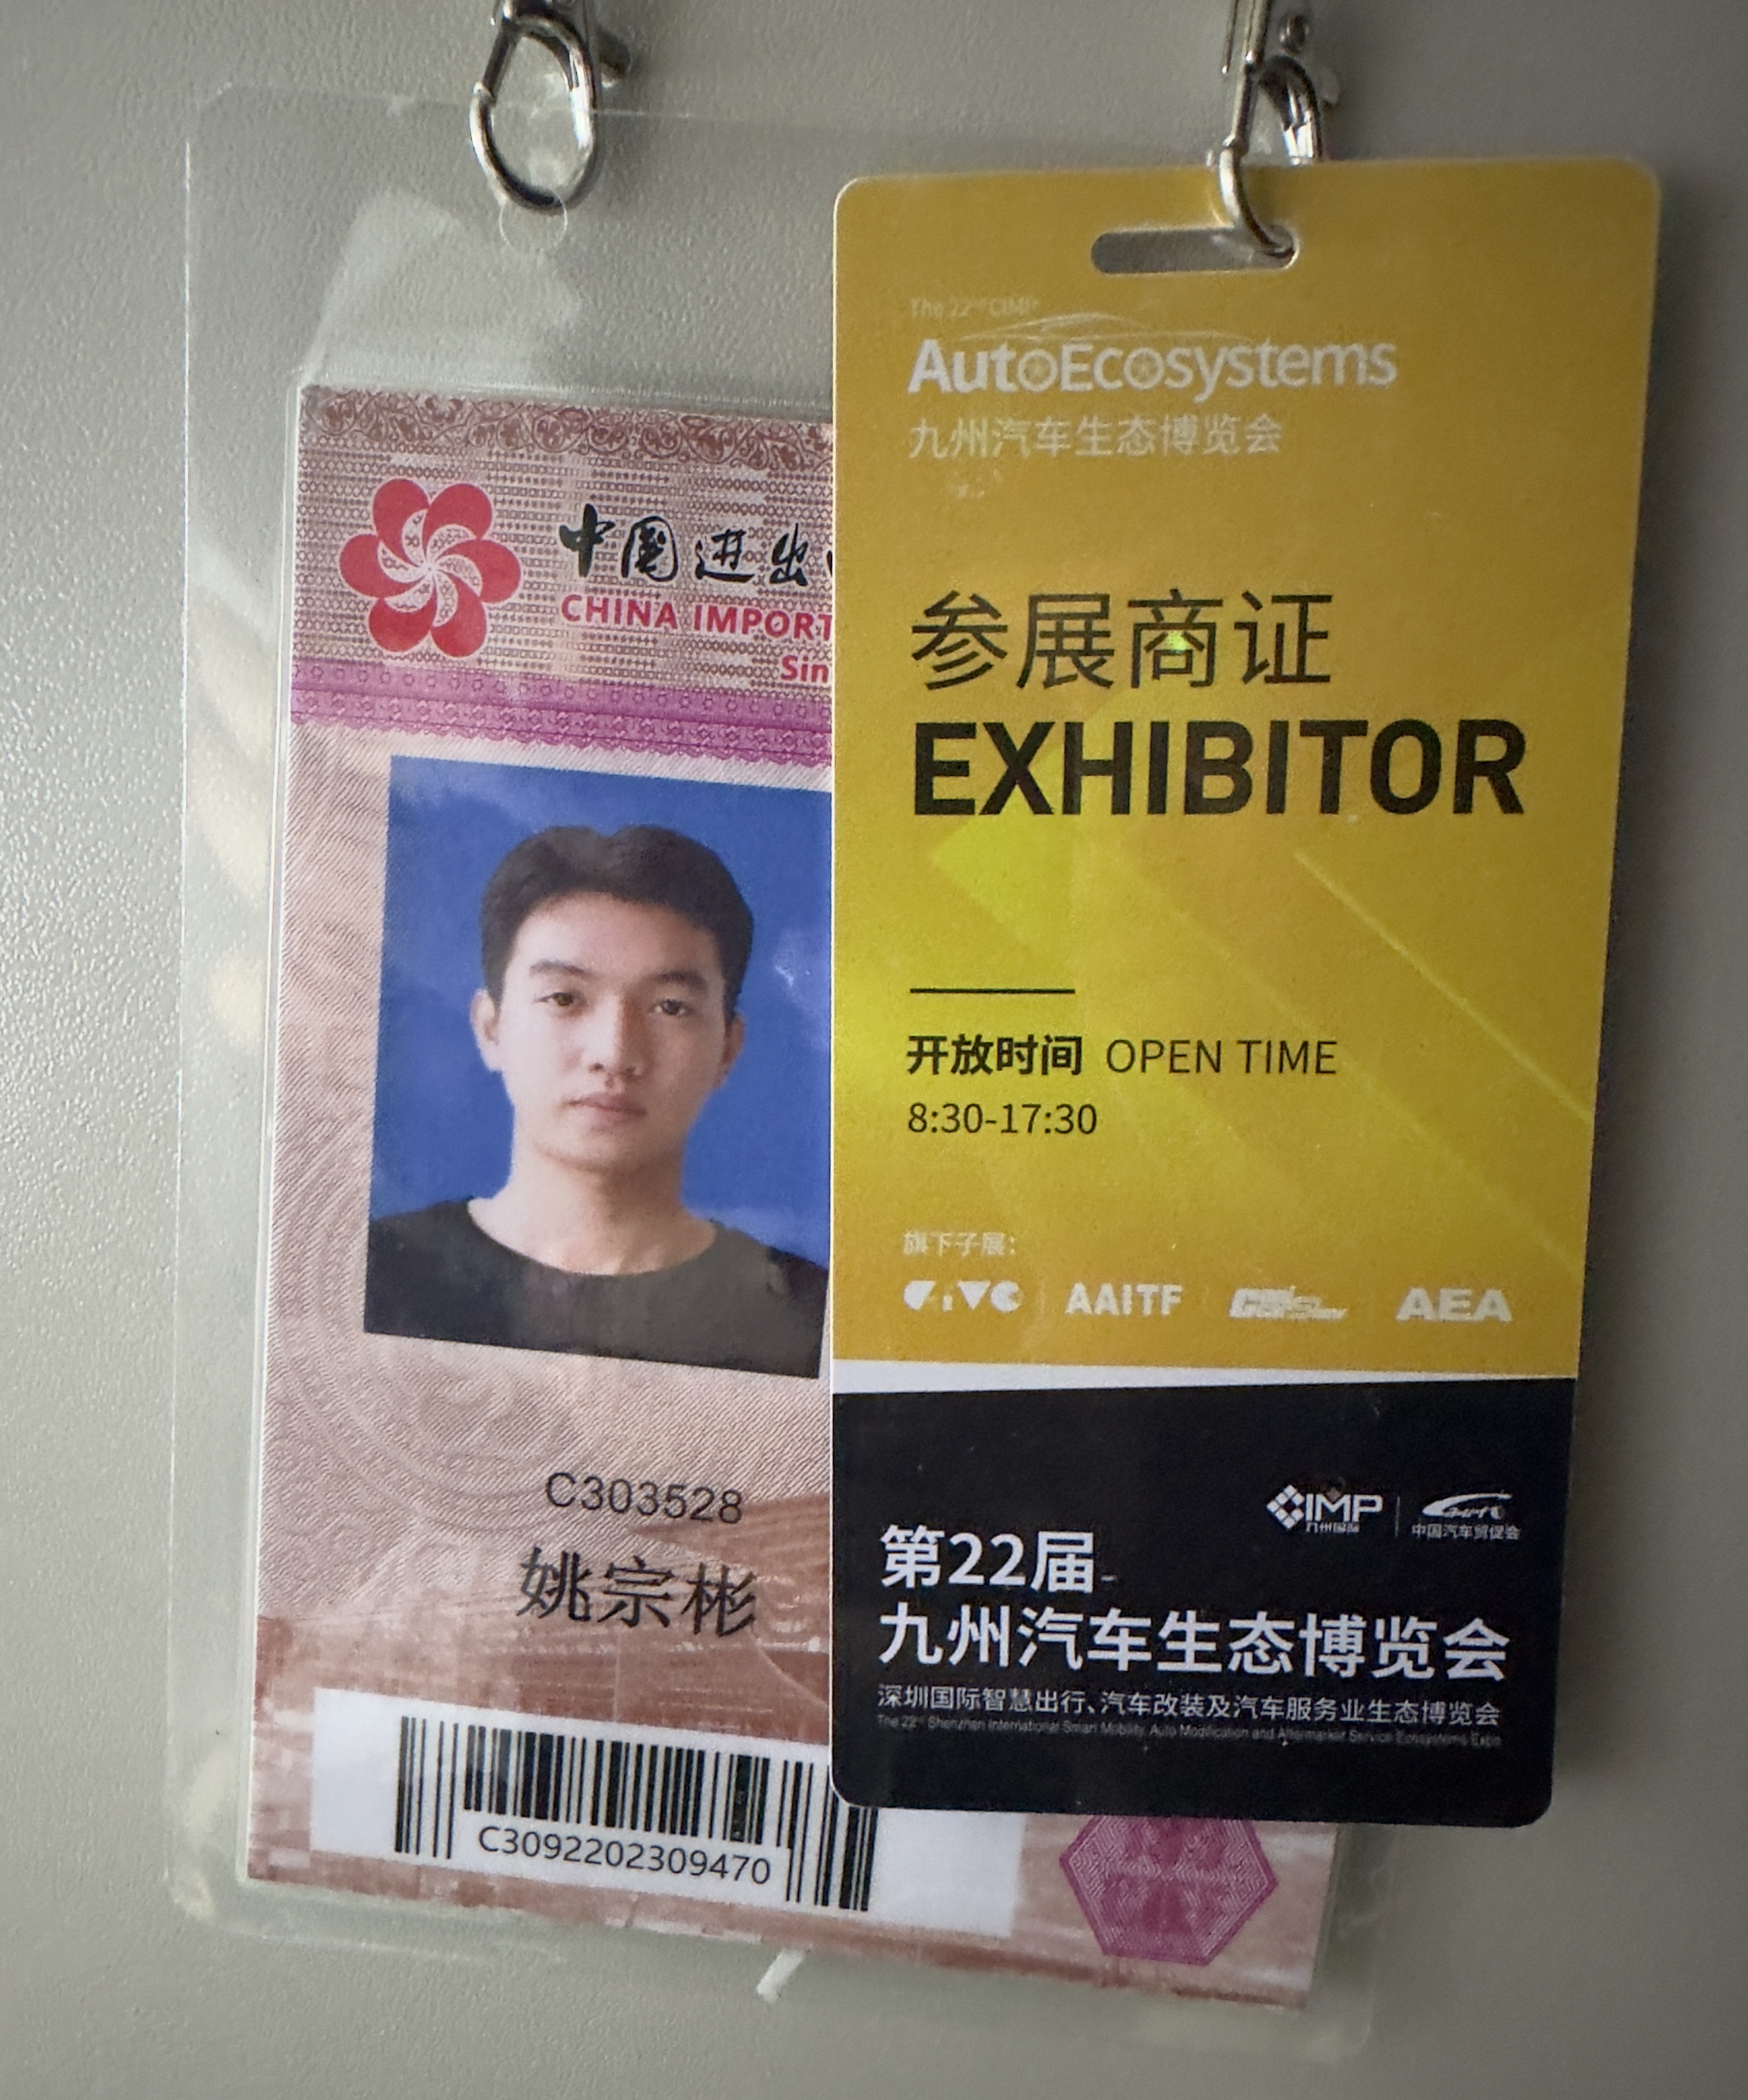 中国进出
CHINA IMPORT
Sin
C303528
姚宗彬
C3092202309470
The 22nd CIMP
AutoEcosystems
九州汽车生态博览会
参展商证
EXHIBITOR
开放时间 OPEN TIME
8:30-17:30
旗下子展:
AAITF AEA
CIMP 中国汽车贸促会
九州国际
第22届
九州汽车生态博览会
深圳国际智慧出行、汽车改装及汽车服务业生态博览会
The 22nd Shenzhen International Smart Mobility, Auto Modification and Aftermarket Service Ecosystems Expo